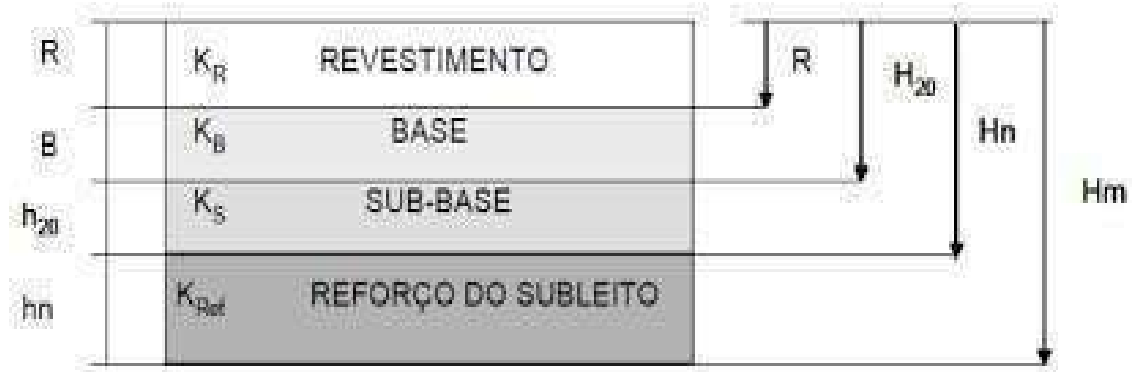 R
K_R REVESTIMENTO
R
H_20
B
K_B BASE
Hn
h_20
K_S SUB-BASE
Hm
hn
K_Ref REFORÇO DO SUBLEITO